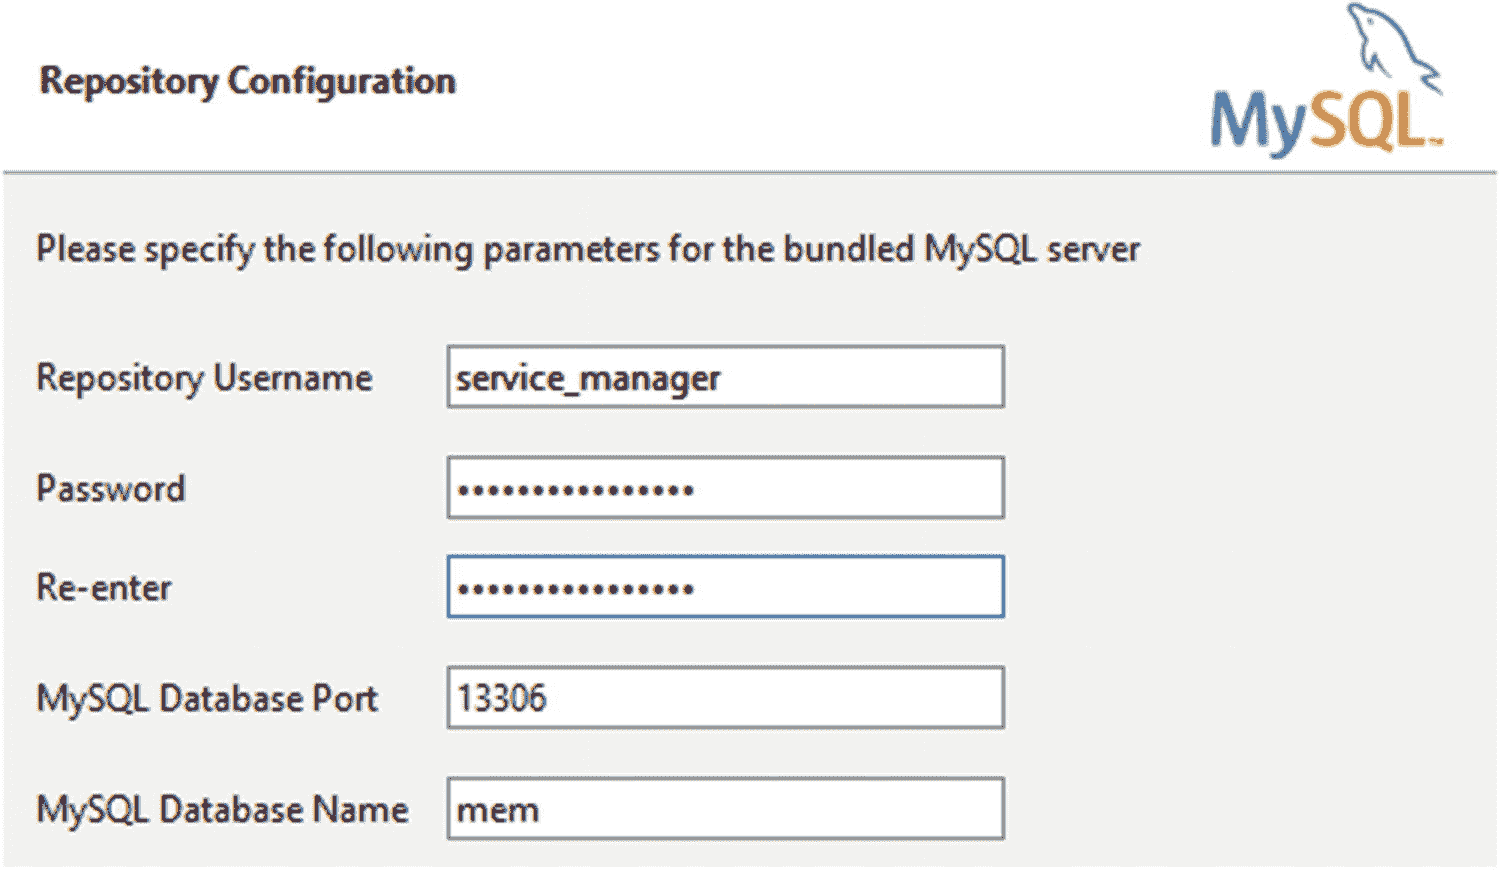 Repository Configuration
MySQL™
Please specify the following parameters for the bundled MySQL server
Repository Username service_manager
Password ••••••••••••••••
Re-enter ••••••••••••••••
MySQL Database Port 13306
MySQL Database Name mem